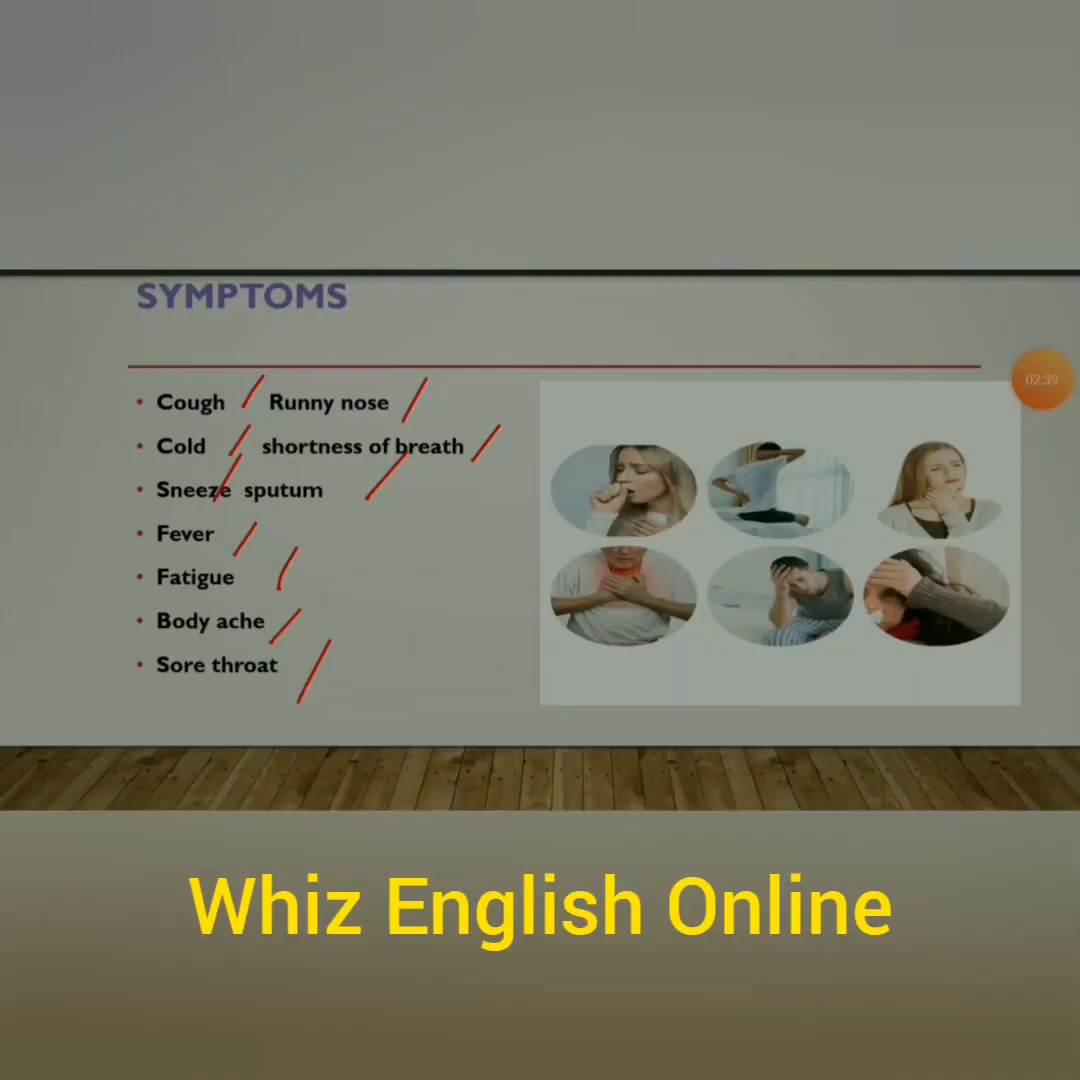 SYMPTOMS
• Cough Runny nose
• Cold shortness of breath
• Sneeze sputum
• Fever
• Fatigue
• Body ache
• Sore throat
02:39
Whiz English Online